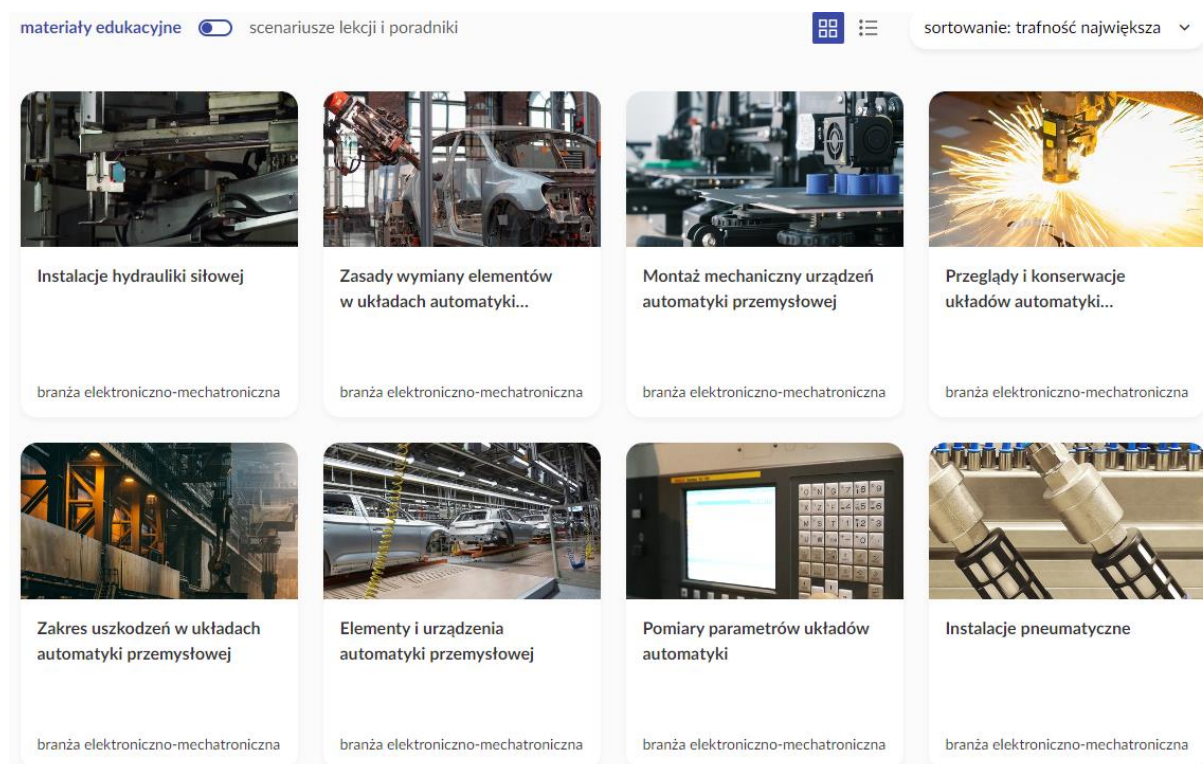 materiały edukacyjne scenariusze lekcji i poradniki sortowanie: trafność największa
Instalacje hydrauliki siłowej
Zasady wymiany elementów
w układach automatyki...
Montaż mechaniczny urządzeń
automatyki przemysłowej
Przeglądy i konserwacje
układów automatyki...
branża elektroniczno-mechatroniczna
branża elektroniczno-mechatroniczna
branża elektroniczno-mechatroniczna
branża elektroniczno-mechatroniczna
Zakres uszkodzeń w układach
automatyki przemysłowej
Elementy i urządzenia
automatyki przemysłowej
Pomiary parametrów układów
automatyki
Instalacje pneumatyczne
branża elektroniczno-mechatroniczna
branża elektroniczno-mechatroniczna
branża elektroniczno-mechatroniczna
branża elektroniczno-mechatroniczna